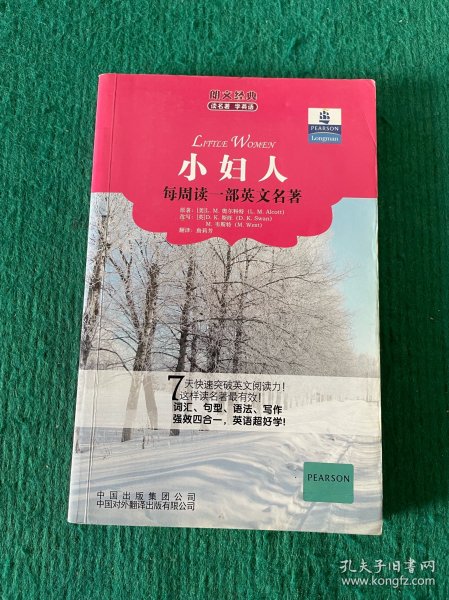 朗文经典
读名著 学英语
PEARSON
Longman
LITTLE WOMEN
小妇人
每周读一部英文名著
原著：[美]L. M. 奥尔科特（L. M. Alcott）
改写：[英]D. K. 斯旺（D. K. Swan）
M. 韦斯特（M. West）
翻译：
7天快速突破英文阅读力！
这样读名著最有效！
词汇、句型、语法、写作
强效四合一，英语超好学！
PEARSON
中国出版集团公司
中国对外翻译出版有限公司
孔夫子旧书网
www.kongfz.com